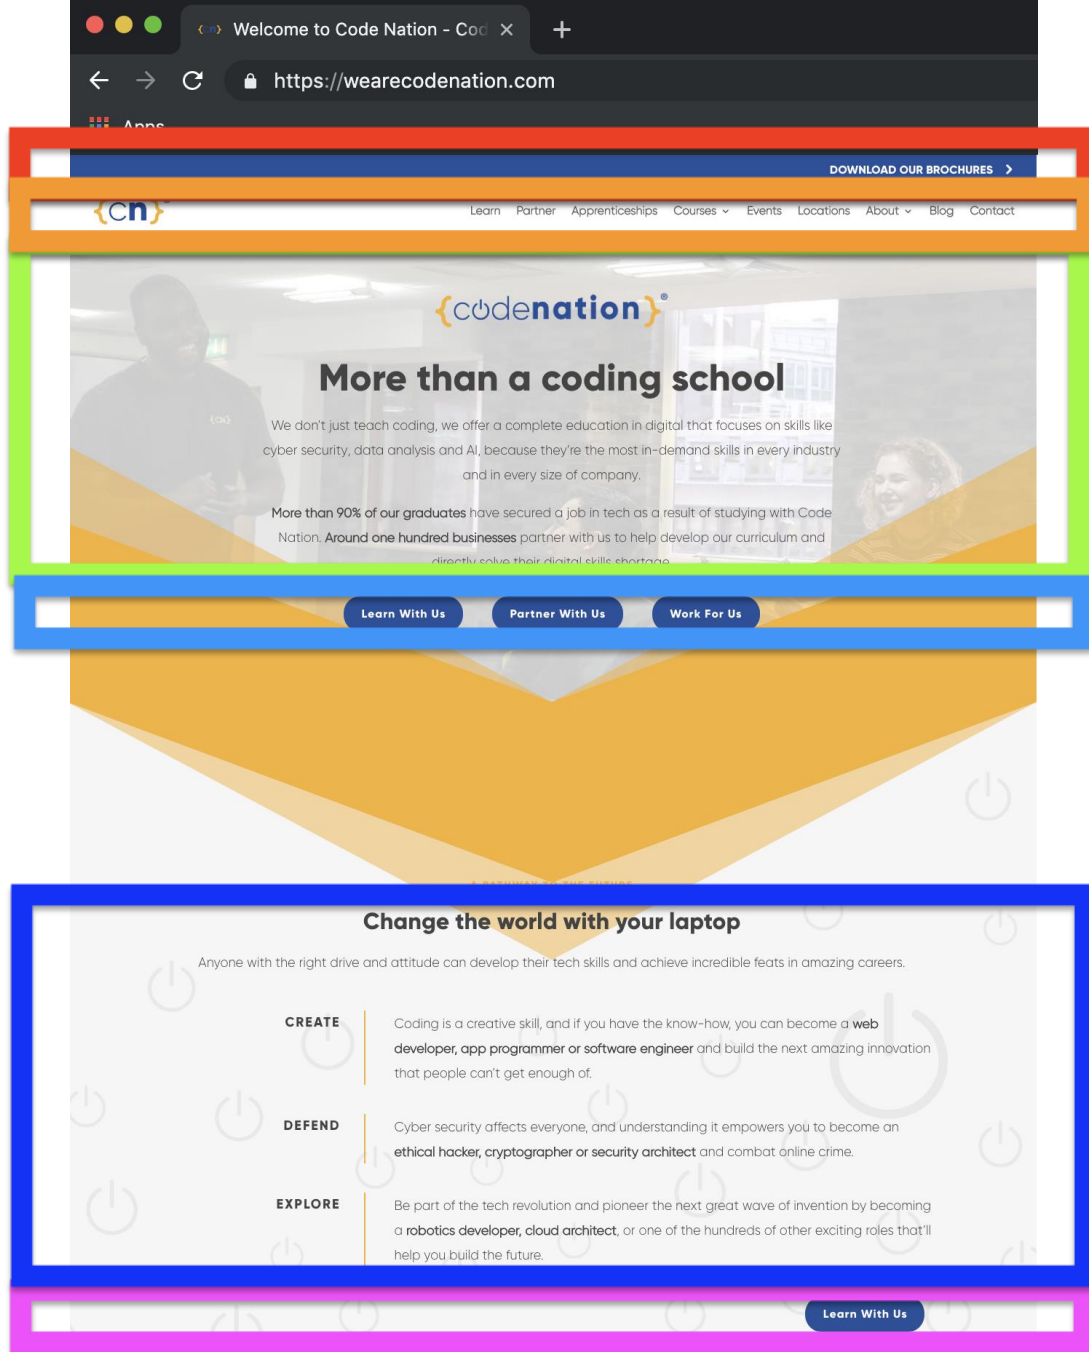 Welcome to Code Nation - Cod
https://wearecodenation.com
Apps
DOWNLOAD OUR BROCHURES
{cn}
Learn Partner Apprenticeships Courses Events Locations About Blog Contact
{codenation}®
More than a coding school
We don't just teach coding, we offer a complete education in digital that focuses on skills like
cyber security, data analysis and AI, because they're the most in-demand skills in every industry
and in every size of company.
More than 90% of our graduates have secured a job in tech as a result of studying with Code
Nation. Around one hundred businesses partner with us to help develop our curriculum and
directly solve their digital skills shortage
Learn With Us Partner With Us Work For Us
A PATHWAY TO THE FUTURE
Change the world with your laptop
Anyone with the right drive and attitude can develop their tech skills and achieve incredible feats in amazing careers.
CREATE
Coding is a creative skill, and if you have the know-how, you can become a web
developer, app programmer or software engineer and build the next amazing innovation
that people can't get enough of.
DEFEND
Cyber security affects everyone, and understanding it empowers you to become an
ethical hacker, cryptographer or security architect and combat online crime.
EXPLORE
Be part of the tech revolution and pioneer the next great wave of invention by becoming
a robotics developer, cloud architect, or one of the hundreds of other exciting roles that'll
help you build the future.
Learn With Us